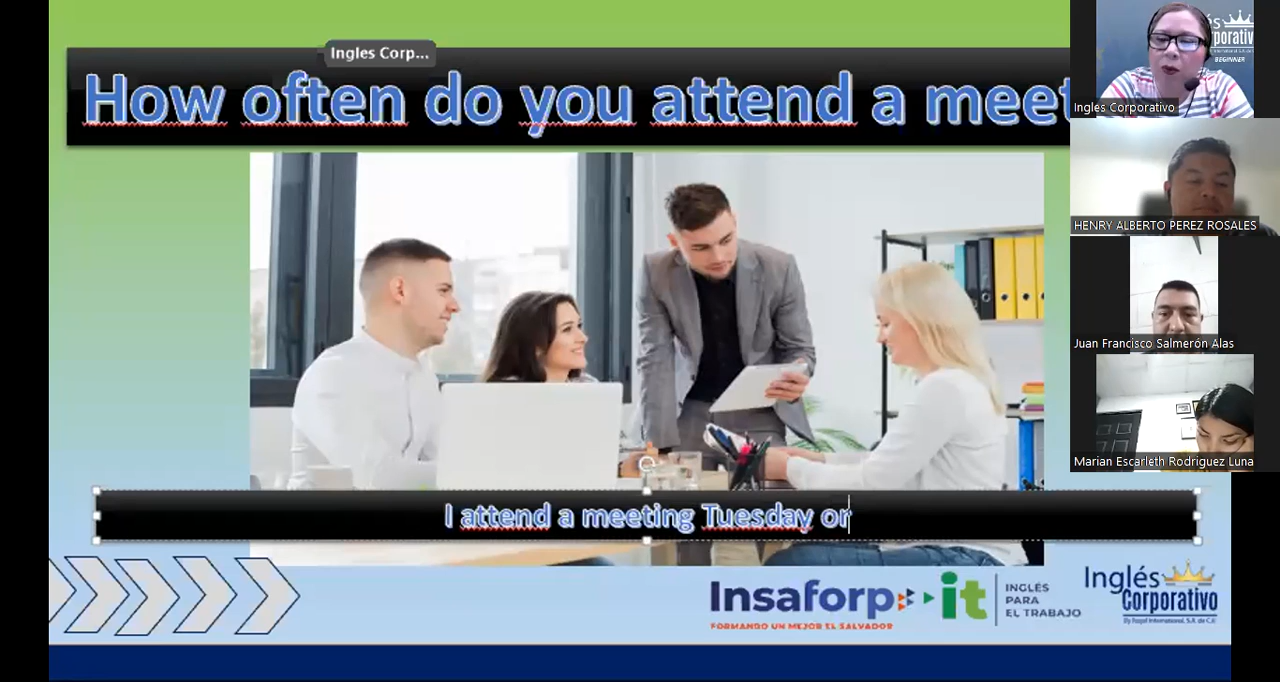 Ingles Corp...
How often do you attend a meet
I attend a meeting Tuesday or
Insaforp
FORMANDO UN MEJOR EL SALVADOR
it
INGLÉS
PARA
EL TRABAJO
Inglés
Corporativo
BEGINNER
Ingles Corporativo
HENRY ALBERTO PEREZ ROSALES
Juan Francisco Salmerón Alas
Marian Escarleth Rodriguez Luna